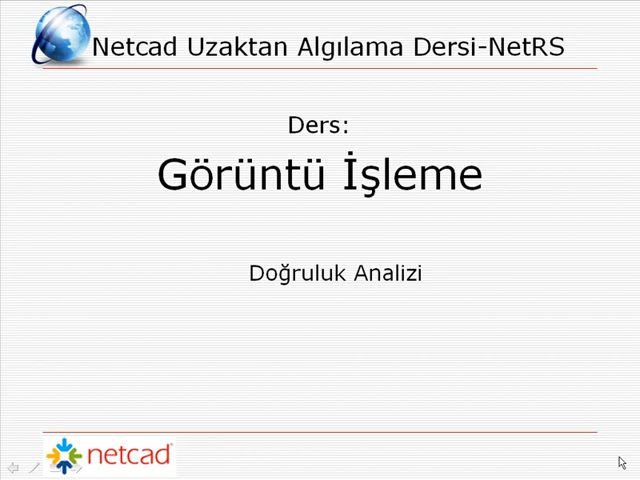 Netcad Uzaktan Algılama Dersi-NetRS
Ders:
Görüntü İşleme
Doğruluk Analizi
netcad